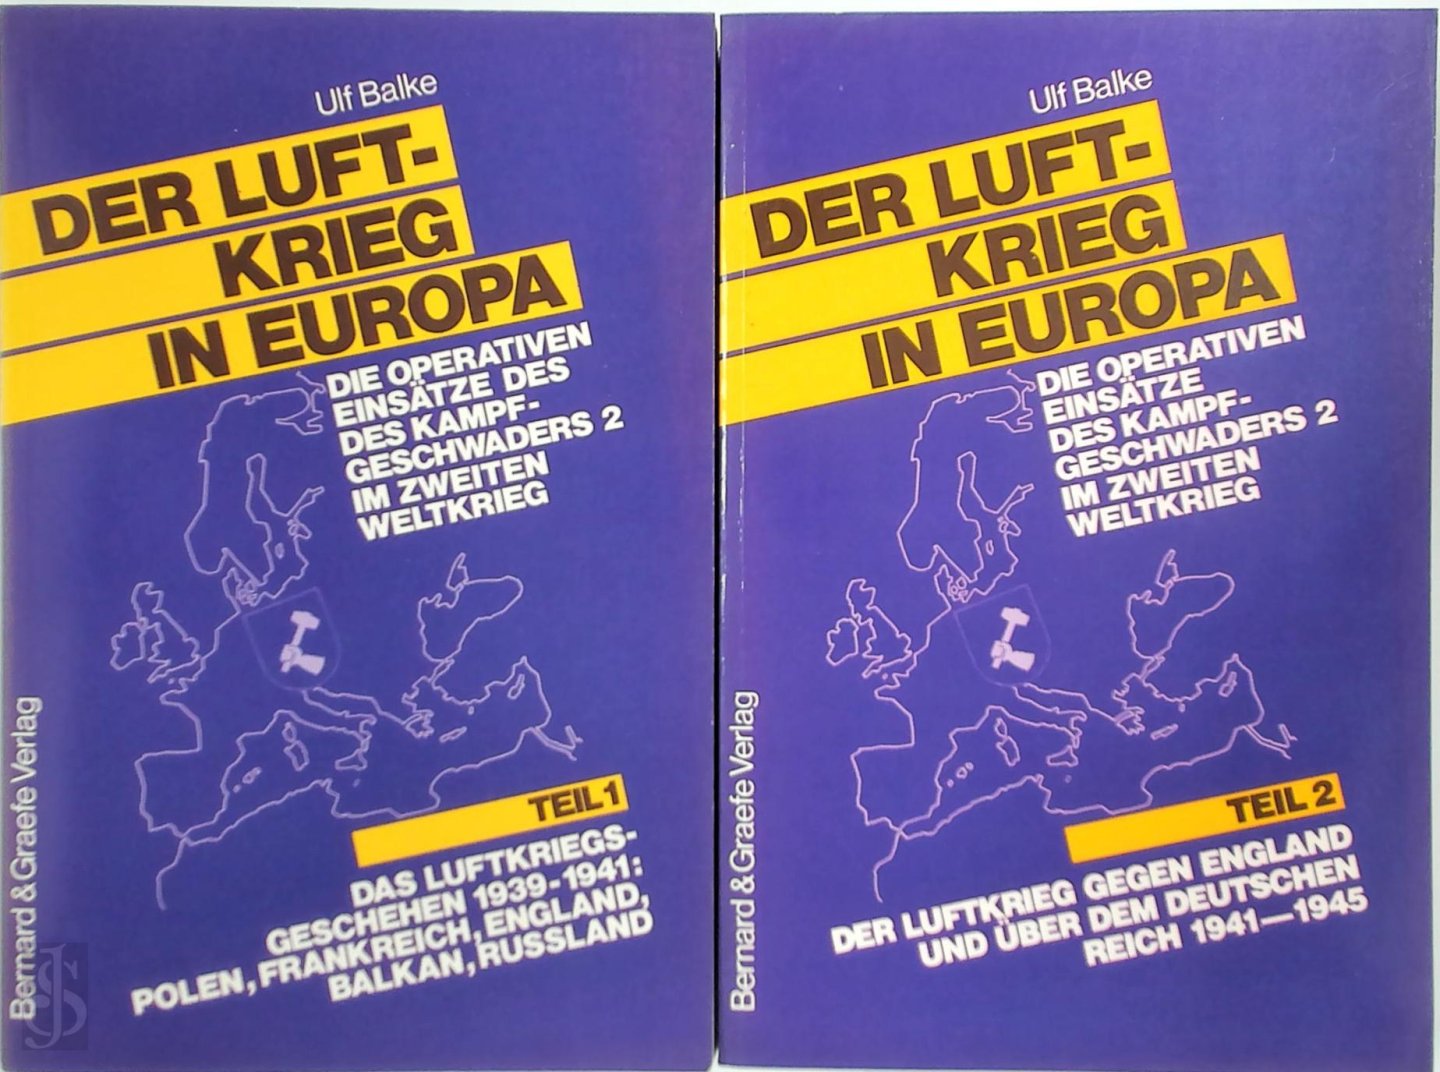 Ulf Balke
DER LUFT-
KRIEG
IN EUROPA
DIE OPERATIVEN
EINSÄTZE DES
DES KAMPF-
GESCHWADERS 2
IM ZWEITEN
WELTKRIEG
TEIL 1
DAS LUFTKRIEGS-
GESCHEHEN 1939-1941:
POLEN, FRANKREICH, ENGLAND,
BALKAN, RUSSLAND
Bernard & Graefe Verlag
Ulf Balke
DER LUFT-
KRIEG
IN EUROPA
DIE OPERATIVEN
EINSÄTZE
DES KAMPF-
GESCHWADERS 2
IM ZWEITEN
WELTKRIEG
TEIL 2
DER LUFTKRIEG GEGEN ENGLAND
UND ÜBER DEM DEUTSCHEN
REICH 1941—1945
Bernard & Graefe Verlag